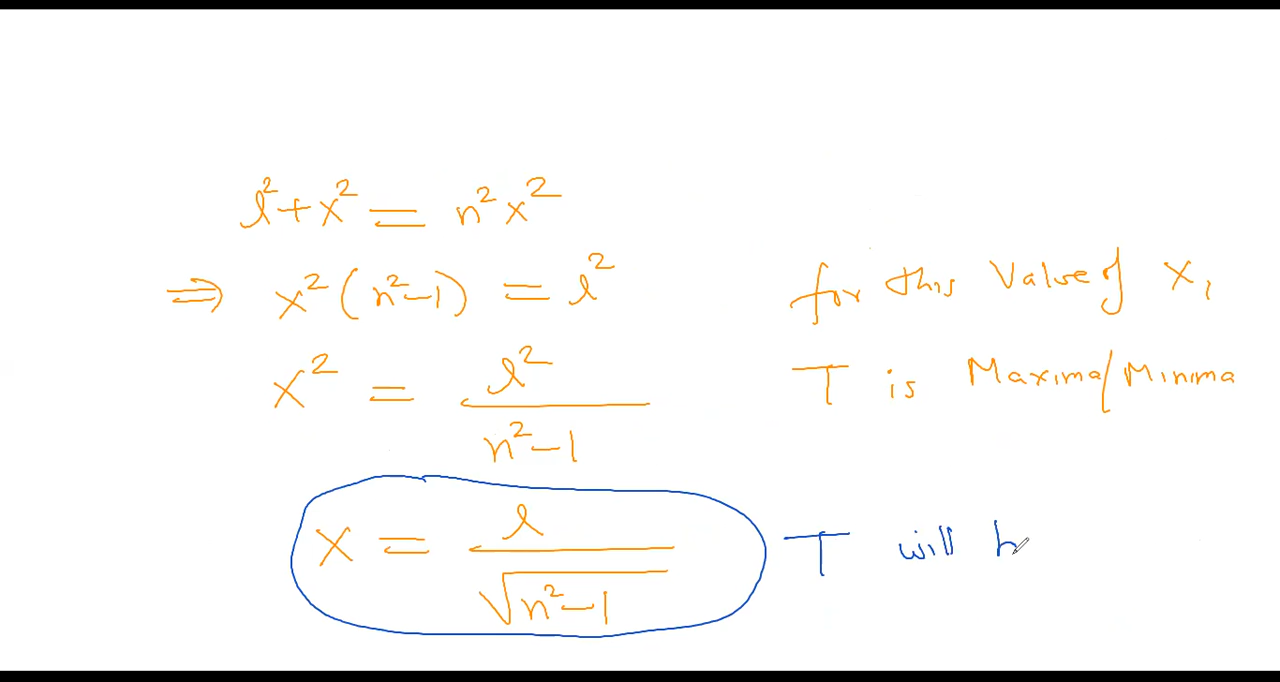 l² + x² = n²x²
⇒ x²(n²-1) = l²
for this Value of x,
x² = l² / n²-1
T is Maxima/Minima
x = l / √n²-1
T will